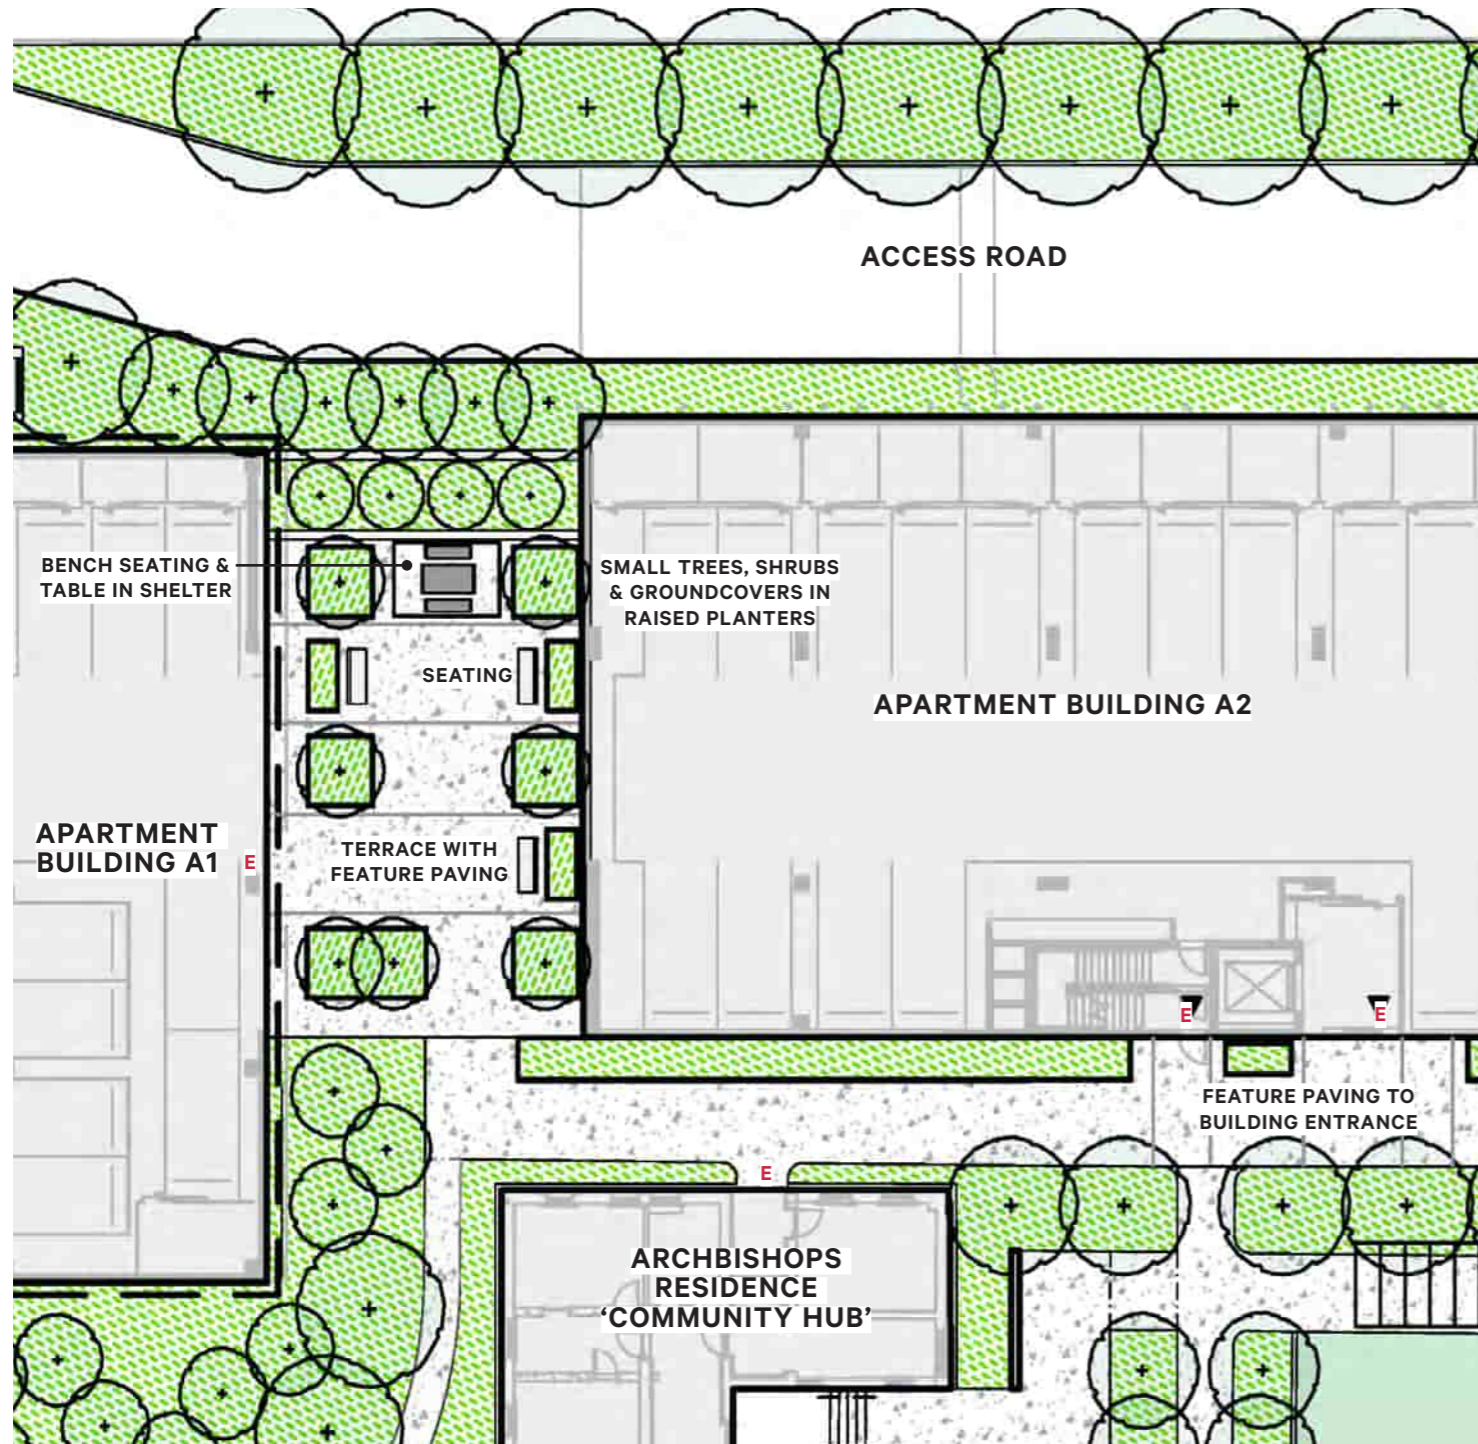 ACCESS ROAD
BENCH SEATING &
TABLE IN SHELTER
SMALL TREES, SHRUBS
& GROUNDCOVERS IN
RAISED PLANTERS
SEATING
APARTMENT BUILDING A2
APARTMENT
BUILDING A1
E
TERRACE WITH
FEATURE PAVING
E
E
FEATURE PAVING TO
BUILDING ENTRANCE
E
ARCHBISHOPS
RESIDENCE
‘COMMUNITY HUB’